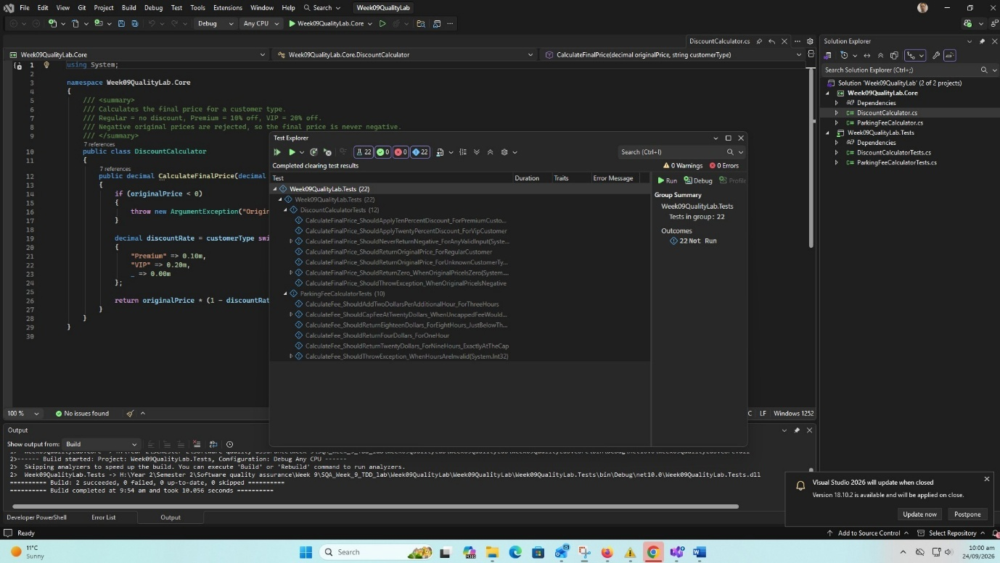 File Edit View Git Project Build Debug Test Tools Extensions Window Help Search Week09QualityLab
Debug Any CPU Week09QualityLab.Core
DiscountCalculator.cs
Week09QualityLab.Core Week09QualityLab.Core.DiscountCalculator CalculateFinalPrice(decimal originalPrice, string customerType)
1 using System;
2
3 namespace Week09QualityLab.Core
4 {
5 /// <summary>
6 /// Calculates the final price for a customer type.
7 /// Regular = no discount, Premium = 10% off, VIP = 20% off.
8 /// Negative original prices are rejected, so the final price is never negative.
9 /// </summary>
7 references
10 public class DiscountCalculator
11 {
7 references
12 public decimal CalculateFinalPrice(decimal
13 {
14 if (originalPrice < 0)
15 {
16 throw new ArgumentException("Origin
17 }
18
19 decimal discountRate = customerType swi
20 {
21 "Premium" => 0.10m,
22 "VIP" => 0.20m,
23 _ => 0.00m
24 };
25
26 return originalPrice * (1 - discountRat
27 }
28 }
29 }
30
Test Explorer
22 0 0 22
Search (Ctrl+I)
Completed clearing test results
0 Warnings 0 Errors
Test Duration Traits Error Message
Week09QualityLab.Tests (22)
Week09QualityLab.Tests (22)
DiscountCalculatorTests (12)
CalculateFinalPrice_ShouldApplyTenPercentDiscount_ForPremiumCusto...
CalculateFinalPrice_ShouldApplyTwentyPercentDiscount_ForVipCustomer
CalculateFinalPrice_ShouldNeverReturnNegative_ForAnyValidInput(Syste...
CalculateFinalPrice_ShouldReturnOriginalPrice_ForRegularCustomer
CalculateFinalPrice_ShouldReturnOriginalPrice_ForUnknownCustomerTy...
CalculateFinalPrice_ShouldReturnZero_WhenOriginalPriceIsZero(System....
CalculateFinalPrice_ShouldThrowException_WhenOriginalPriceIsNegative
ParkingFeeCalculatorTests (10)
CalculateFee_ShouldAddTwoDollarsPerAdditionalHour_ForThreeHours
CalculateFee_ShouldCapFeeAtTwentyDollars_WhenUncappedFeeWould...
CalculateFee_ShouldReturnEighteenDollars_ForEightHours_JustBelowTh...
CalculateFee_ShouldReturnFourDollars_ForOneHour
CalculateFee_ShouldReturnTwentyDollars_ForNineHours_ExactlyAtTheCap
CalculateFee_ShouldThrowException_WhenHoursAreInvalid(System.Int32)
Run Debug Profile
Group Summary
Week09QualityLab.Tests
Tests in group: 22
Outcomes
22 Not Run
Solution Explorer
Search Solution Explorer (Ctrl+;)
Solution 'Week09QualityLab' (2 of 2 projects)
Week09QualityLab.Core
Dependencies
C# DiscountCalculator.cs
C# ParkingFeeCalculator.cs
Week09QualityLab.Tests
Dependencies
C# DiscountCalculatorTests.cs
C# ParkingFeeCalculatorTests.cs
100 % No issues found
C LF Windows 1252
Output
Show output from: Build
2>------ Build started: Project: Week09QualityLab.Tests, Configuration: Debug Any CPU ------
2> Skipping analyzers to speed up the build. You can execute 'Build' or 'Rebuild' command to run analyzers.
2> Week09QualityLab.Tests -> H:\Year 2\Semester 2\Software quality assurance\Week 9\SQA_Week_9_TDD_lab\Week09QualityLab\Week09QualityLab\Week09QualityLab.Tests\bin\Debug\net10.0\Week09QualityLab.Tests.dll
========== Build: 2 succeeded, 0 failed, 0 up-to-date, 0 skipped ==========
========== Build completed at 9:54 am and took 10.056 seconds ==========
Developer PowerShell Error List Output
Visual Studio 2026 will update when closed
Version 18.10.2 is available and will be applied on close.
Update now Postpone
Ready
Add to Source Control Select Repository
11°C
Sunny
Search
10:00 am
24/09/2026